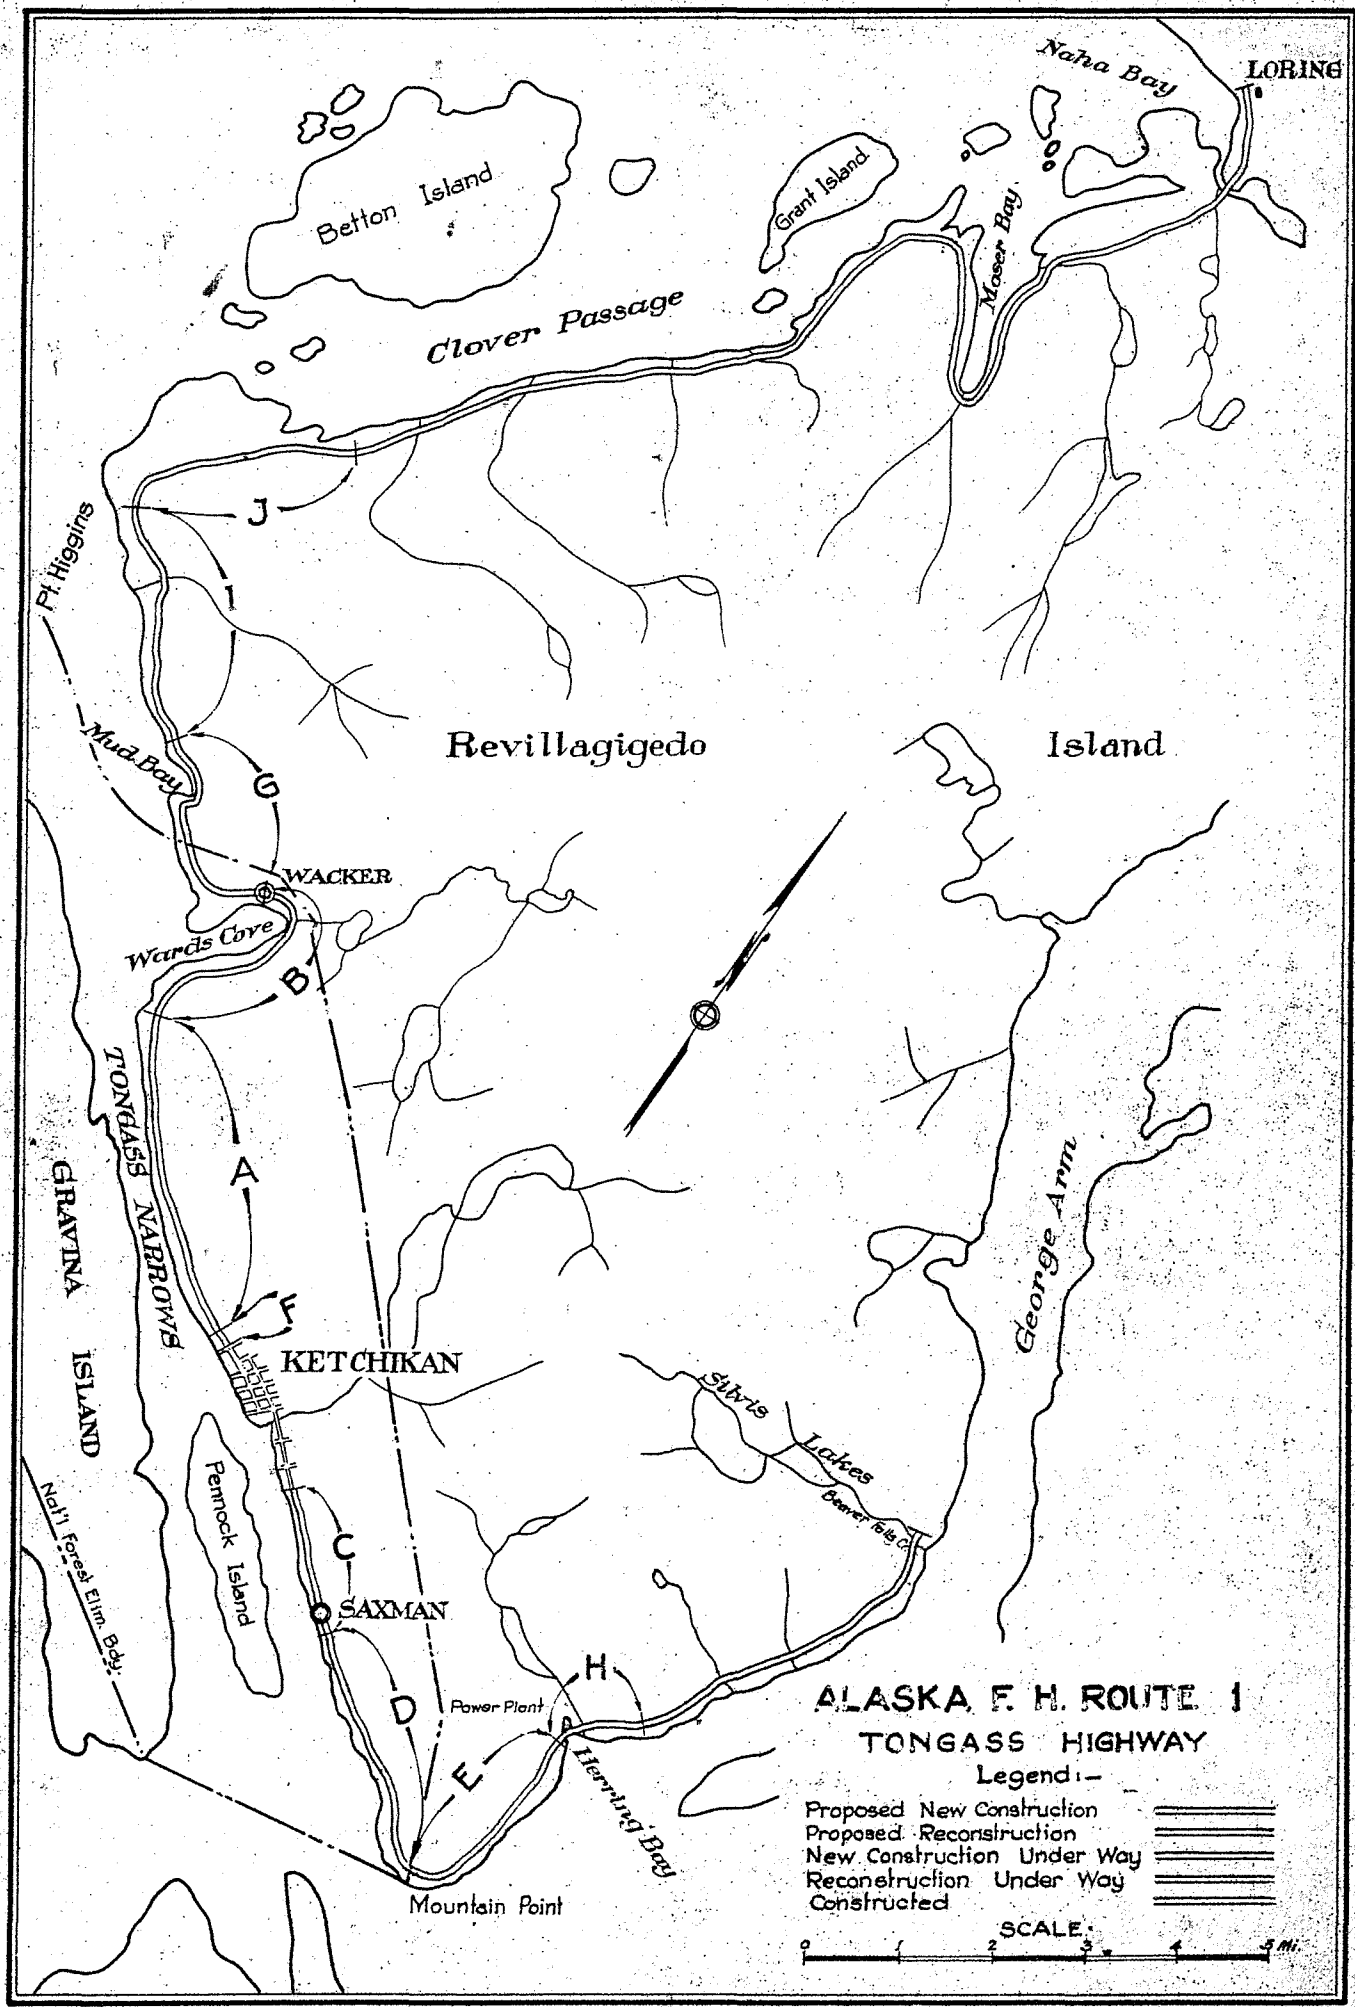 Naha Bay
LORING
Betton Island
Grant Island
Moser Bay
Clover Passage
J
Pt. Higgins
I
Mud Bay
Revillagigedo Island
G
WACKER
Wards Cove
B
TONGASS NARROWS
A
GRAVINA ISLAND
George Arm
F
KETCHIKAN
Silvis Lakes
Beaver Falls Cr.
Pennock Island
Nat'l Forest Elim. Bdy.
C
SAXMAN
H
D
Power Plant
E
Herring Bay
Mountain Point
ALASKA F. H. ROUTE 1
TONGASS HIGHWAY
Legend:-
Proposed New Construction
Proposed Reconstruction
New Construction Under Way
Reconstruction Under Way
Constructed
SCALE:
0 1 2 3 4 5 Mi.